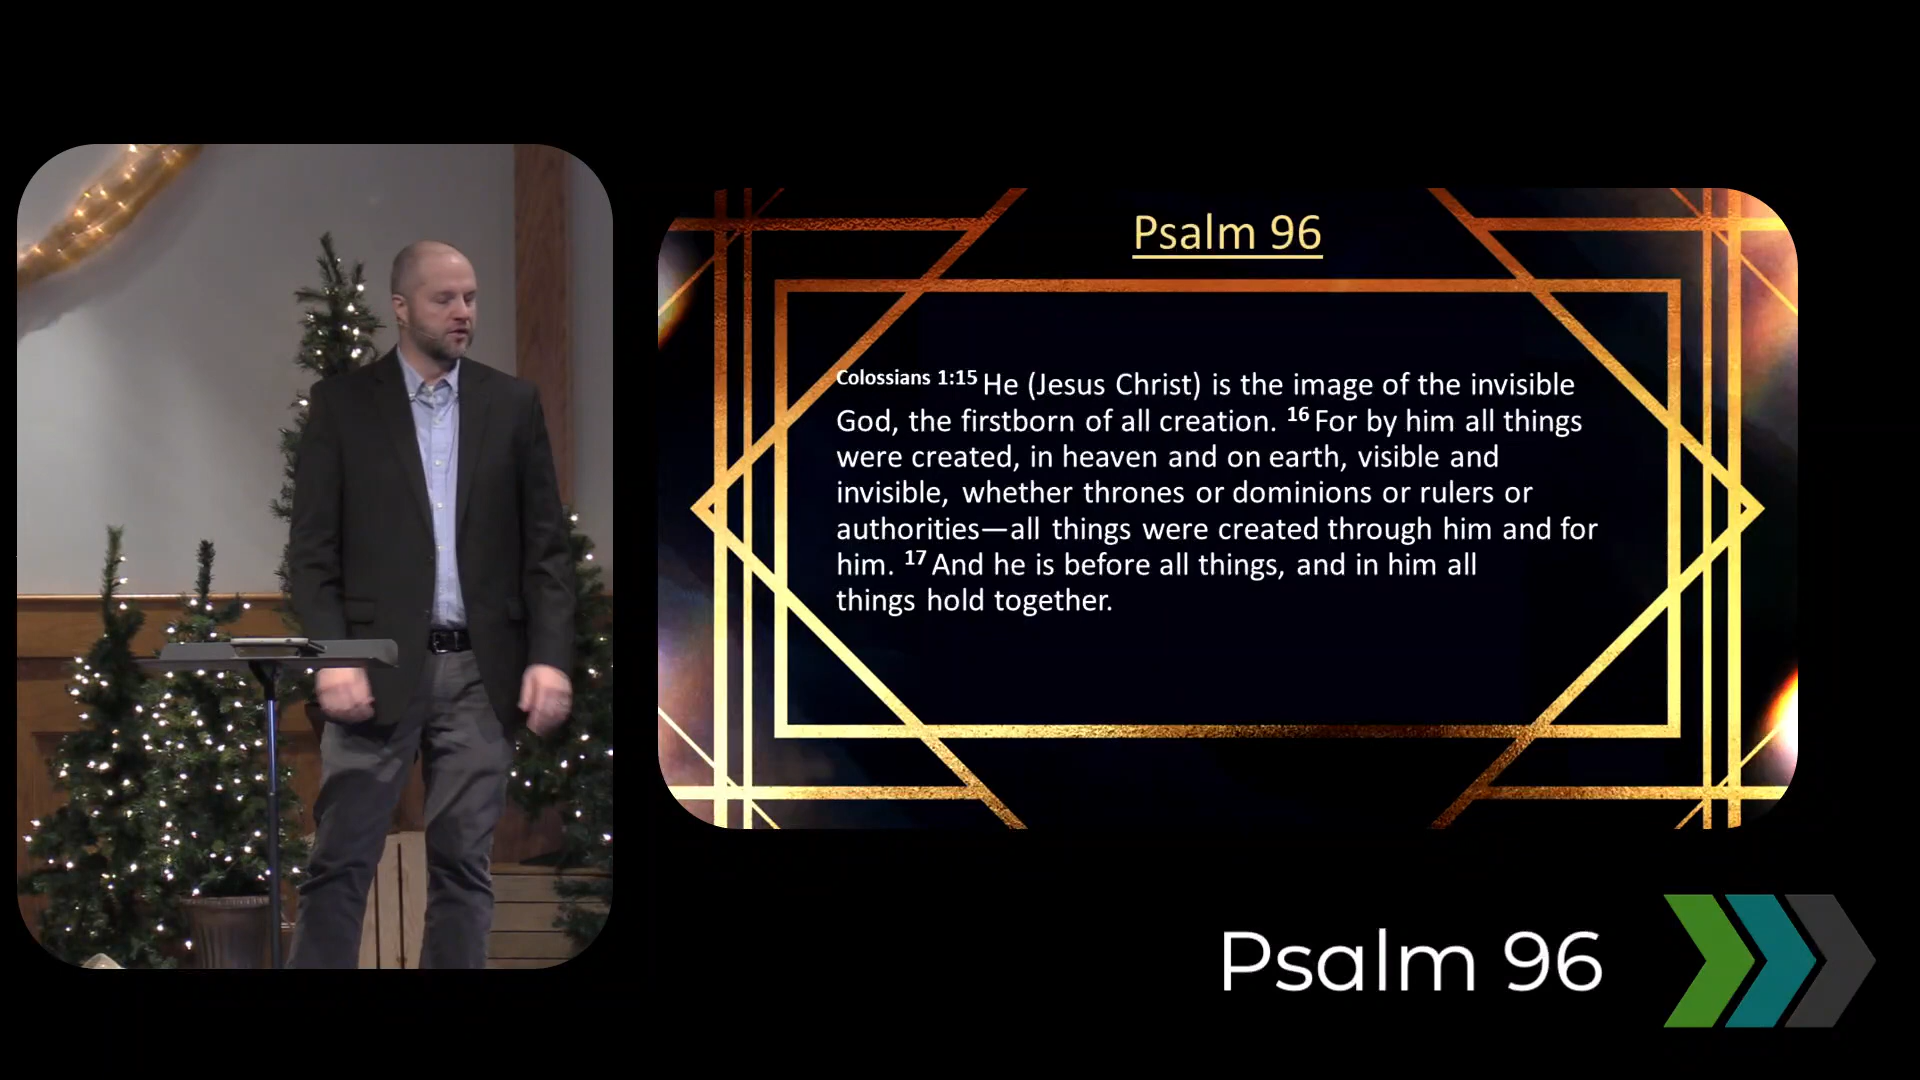 Psalm 96
Colossians 1:15 He (Jesus Christ) is the image of the invisible
God, the firstborn of all creation. 16 For by him all things
were created, in heaven and on earth, visible and
invisible, whether thrones or dominions or rulers or
authorities—all things were created through him and for
him. 17 And he is before all things, and in him all
things hold together.
Psalm 96